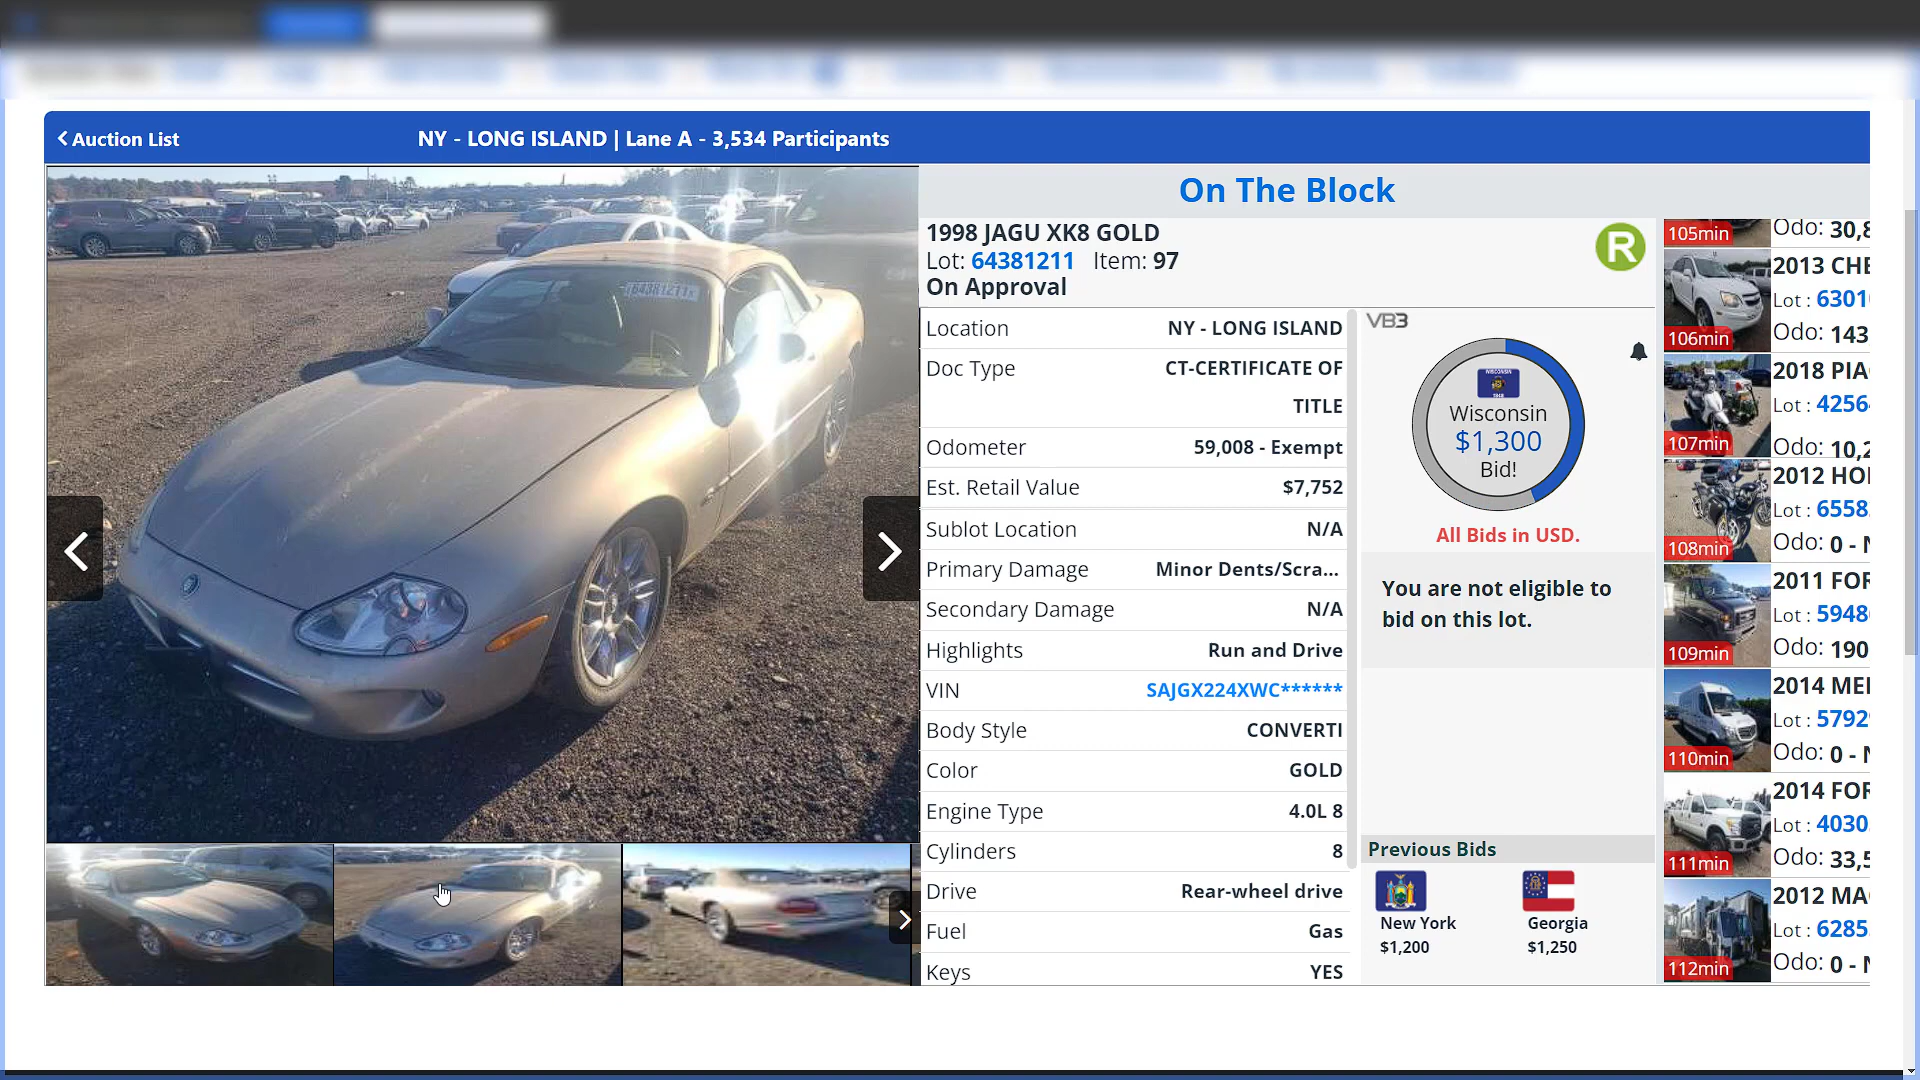 Auction List
NY - LONG ISLAND | Lane A - 3,534 Participants
On The Block
1998 JAGU XK8 GOLD
Lot: 64381211 Item: 97
On Approval
R
Location NY - LONG ISLAND
Doc Type CT-CERTIFICATE OF
TITLE
Odometer 59,008 - Exempt
Est. Retail Value $7,752
Sublot Location N/A
Primary Damage Minor Dents/Scra...
Secondary Damage N/A
Highlights Run and Drive
VIN SAJGX224XWC******
Body Style CONVERTI
Color GOLD
Engine Type 4.0L 8
Cylinders 8
Drive Rear-wheel drive
Fuel Gas
Keys YES
VB3
WISCONSIN
1848
Wisconsin
$1,300
Bid!
All Bids in USD.
You are not eligible to
bid on this lot.
Previous Bids
New York
$1,200
Georgia
$1,250
105min
Odo: 30,8
2013 CHE
Lot : 6301
Odo: 143
106min
2018 PIA
Lot : 4256
Odo: 10,2
107min
2012 HO
Lot : 6558
Odo: 0 - N
108min
2011 FOR
Lot : 5948
Odo: 190
109min
2014 MER
Lot : 5792
Odo: 0 - N
110min
2014 FOR
Lot : 4030
Odo: 33,5
111min
2012 MA
Lot : 6285
Odo: 0 - N
112min
64381211